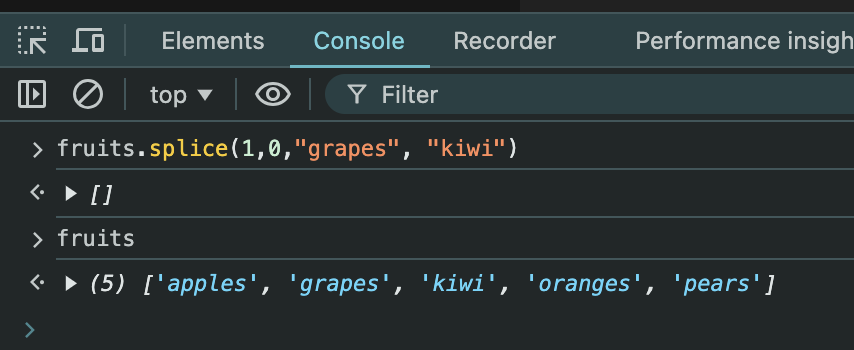 Elements Console Recorder Performance insigh
top Filter
fruits.splice(1,0,"grapes", "kiwi")
[]
fruits
(5) ['apples', 'grapes', 'kiwi', 'oranges', 'pears']